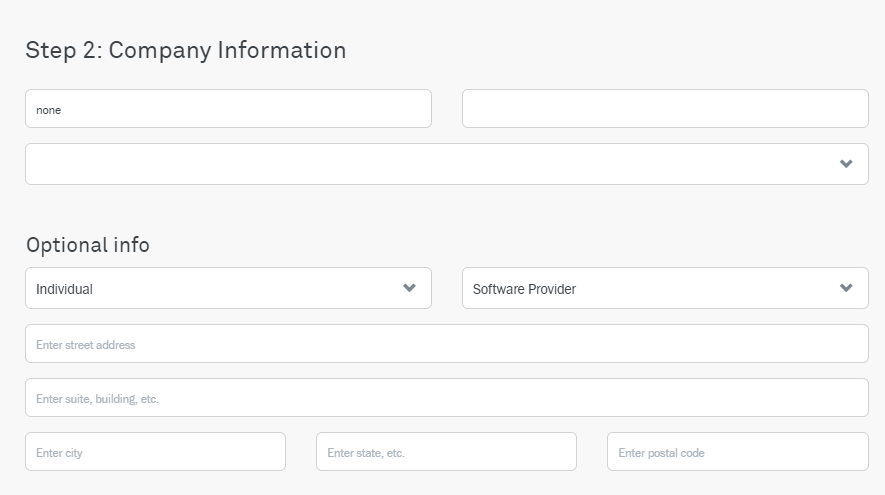 Step 2: Company Information
none
Optional info
Individual
Software Provider
Enter street address
Enter suite, building, etc.
Enter city
Enter state, etc.
Enter postal code